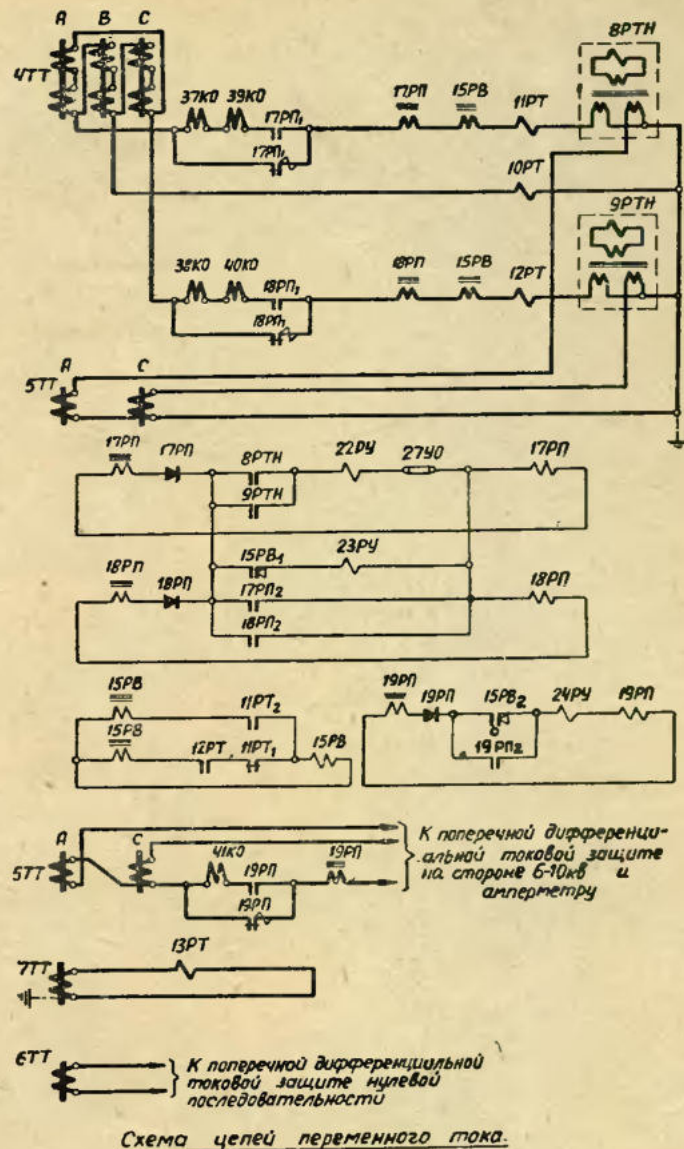 A B C
8РТН
4ТТ
37КО 39КО 17РП₁ 17РП 15РВ 11РТ
17РП₁
10РТ
9РТН
38КО 40КО 18РП₁ 18РП 15РВ 12РТ
18РП₁
A C
5ТТ
17РП 17РП 8РТН 22РУ 27УО 17РП
9РТН
15РВ₁ 23РУ
18РП 18РП 17РП₂ 18РП
18РП₂
15РВ 11РТ₂
15РВ 12РТ 11РТ₁ 15РВ
19РП 19РП 15РВ₂ 24РУ 19РП
19РП₂
A C
5ТТ
41КО 19РП 19РП
19РП
К поперечной дифференци-
альной токовой защите
на стороне 6-10кв и
амперметру
7ТТ 13РТ
6ТТ
К поперечной дифференциальной
токовой защите нулевой
последовательности
Схема цепей переменного тока.